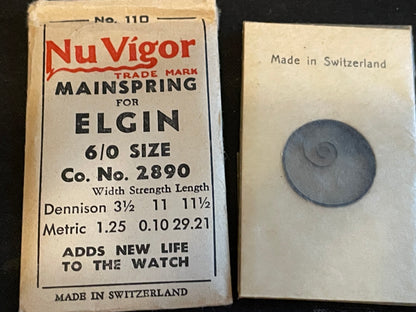 No. 110
Nu Vigor
TRADE MARK
MAINSPRING
FOR
ELGIN
6/0 SIZE
Co. No. 2890
Width Strength Length
Dennison 3½ 11 11½
Metric 1.25 0.10 29.21
ADDS NEW LIFE
TO THE WATCH
MADE IN SWITZERLAND
Made in Switzerland